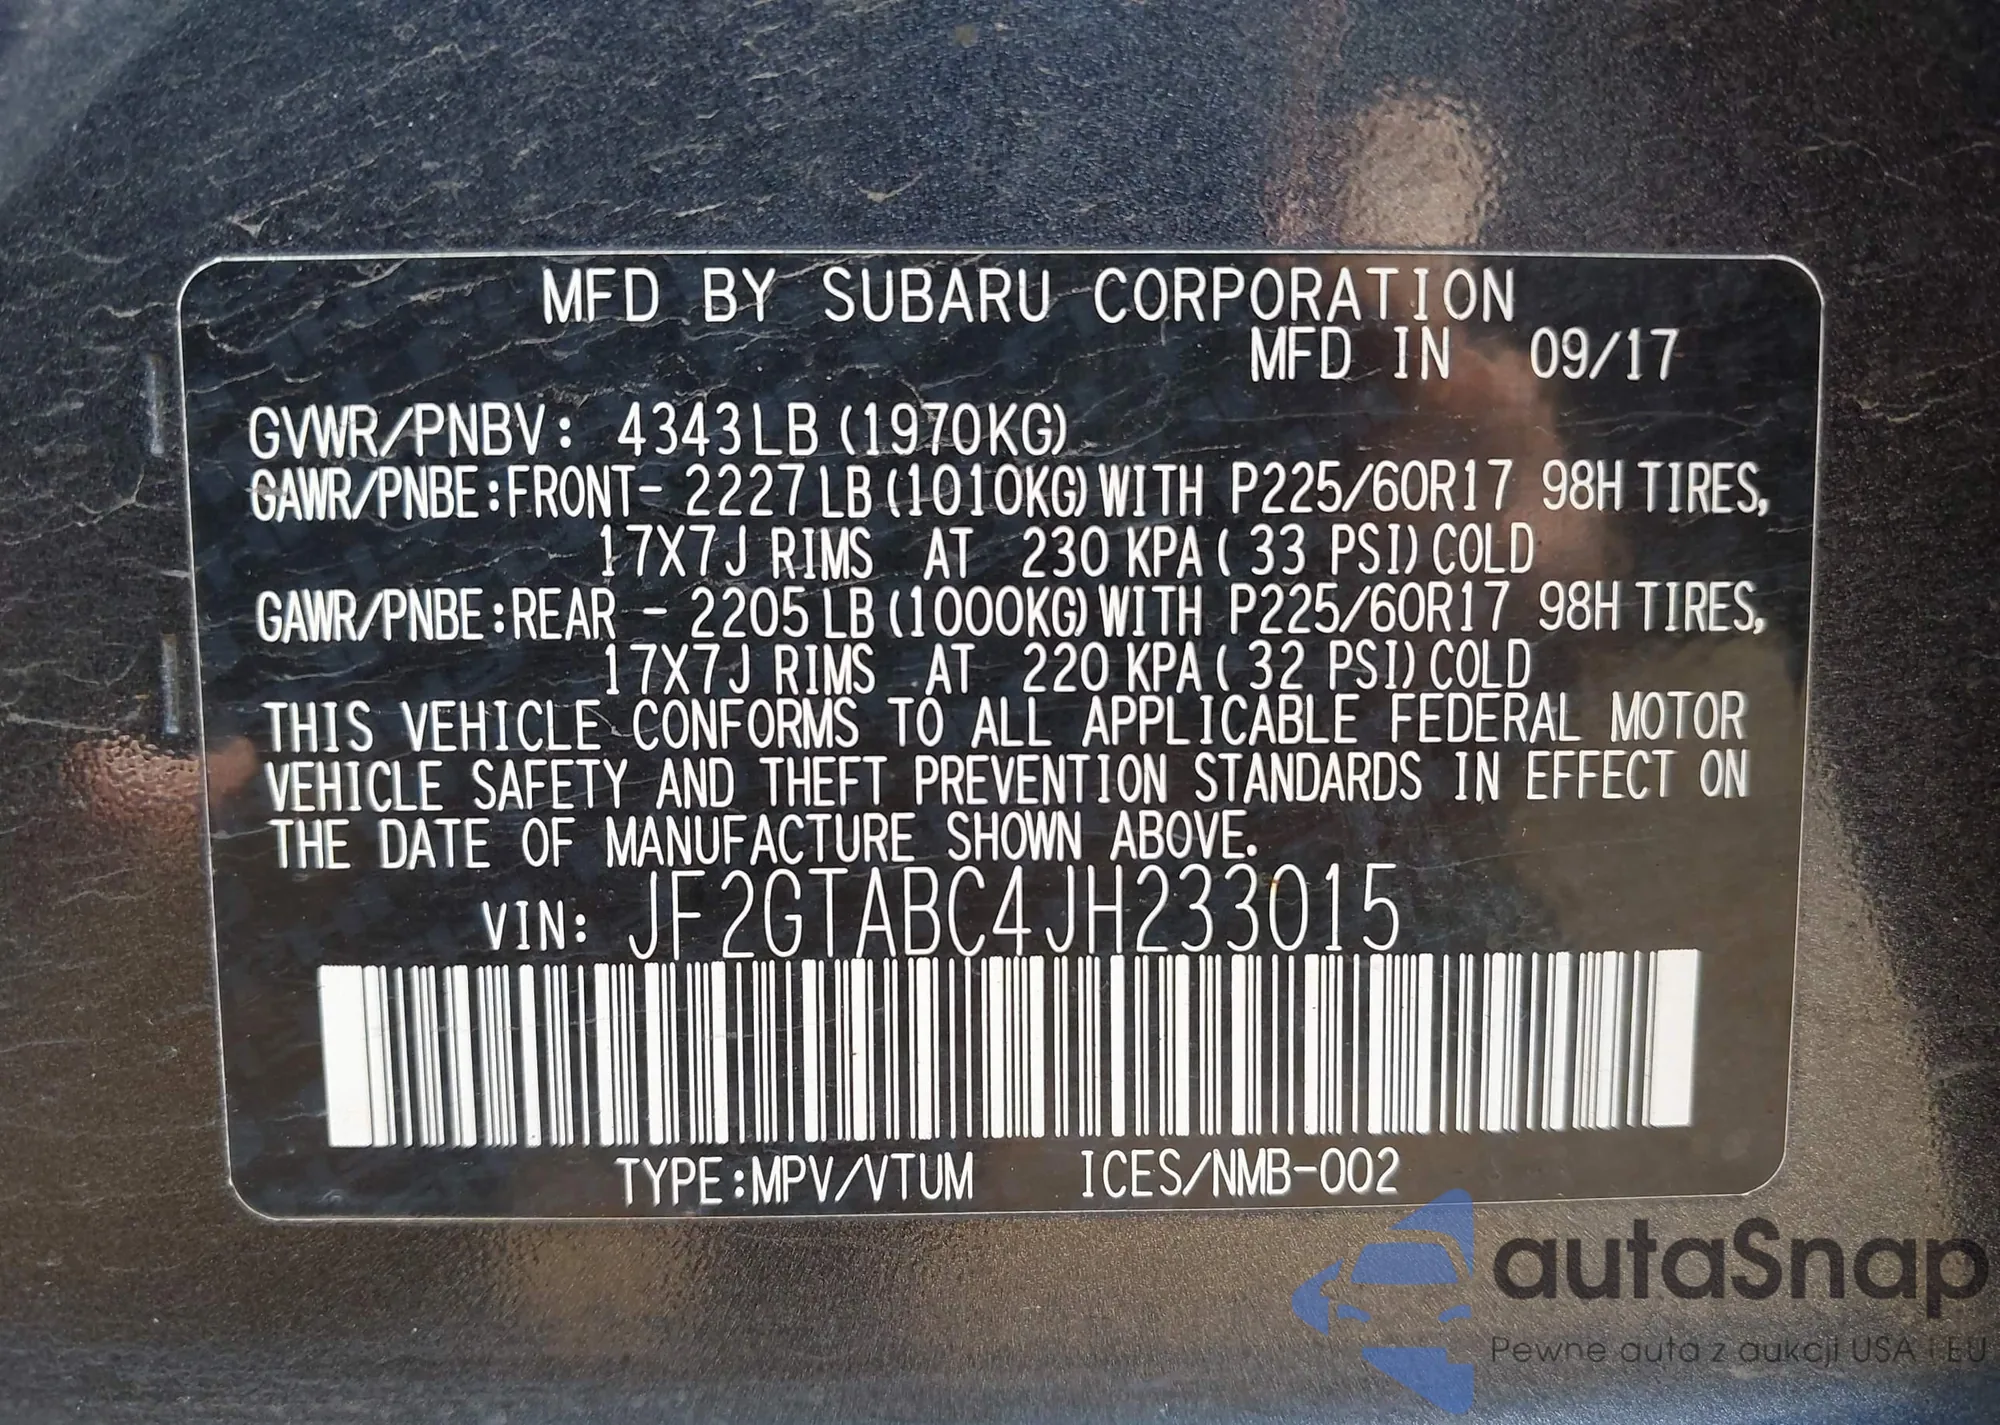 MFD BY SUBARU CORPORATION
MFD IN 09/17
GVWR/PNBV: 4343LB (1970KG)
GAWR/PNBE:FRONT- 2227LB (1010KG) WITH P225/60R17 98H TIRES,
17X7J RIMS AT 230 KPA ( 33 PSI) COLD
GAWR/PNBE:REAR - 2205LB (1000KG) WITH P225/60R17 98H TIRES,
17X7J RIMS AT 220 KPA ( 32 PSI) COLD
THIS VEHICLE CONFORMS TO ALL APPLICABLE FEDERAL MOTOR
VEHICLE SAFETY AND THEFT PREVENTION STANDARDS IN EFFECT ON
THE DATE OF MANUFACTURE SHOWN ABOVE.
VIN: JF2GTABC4JH233015
TYPE:MPV/VTUM ICES/NMB-002
autaSnap
Pewne auta z aukcji USA i EU